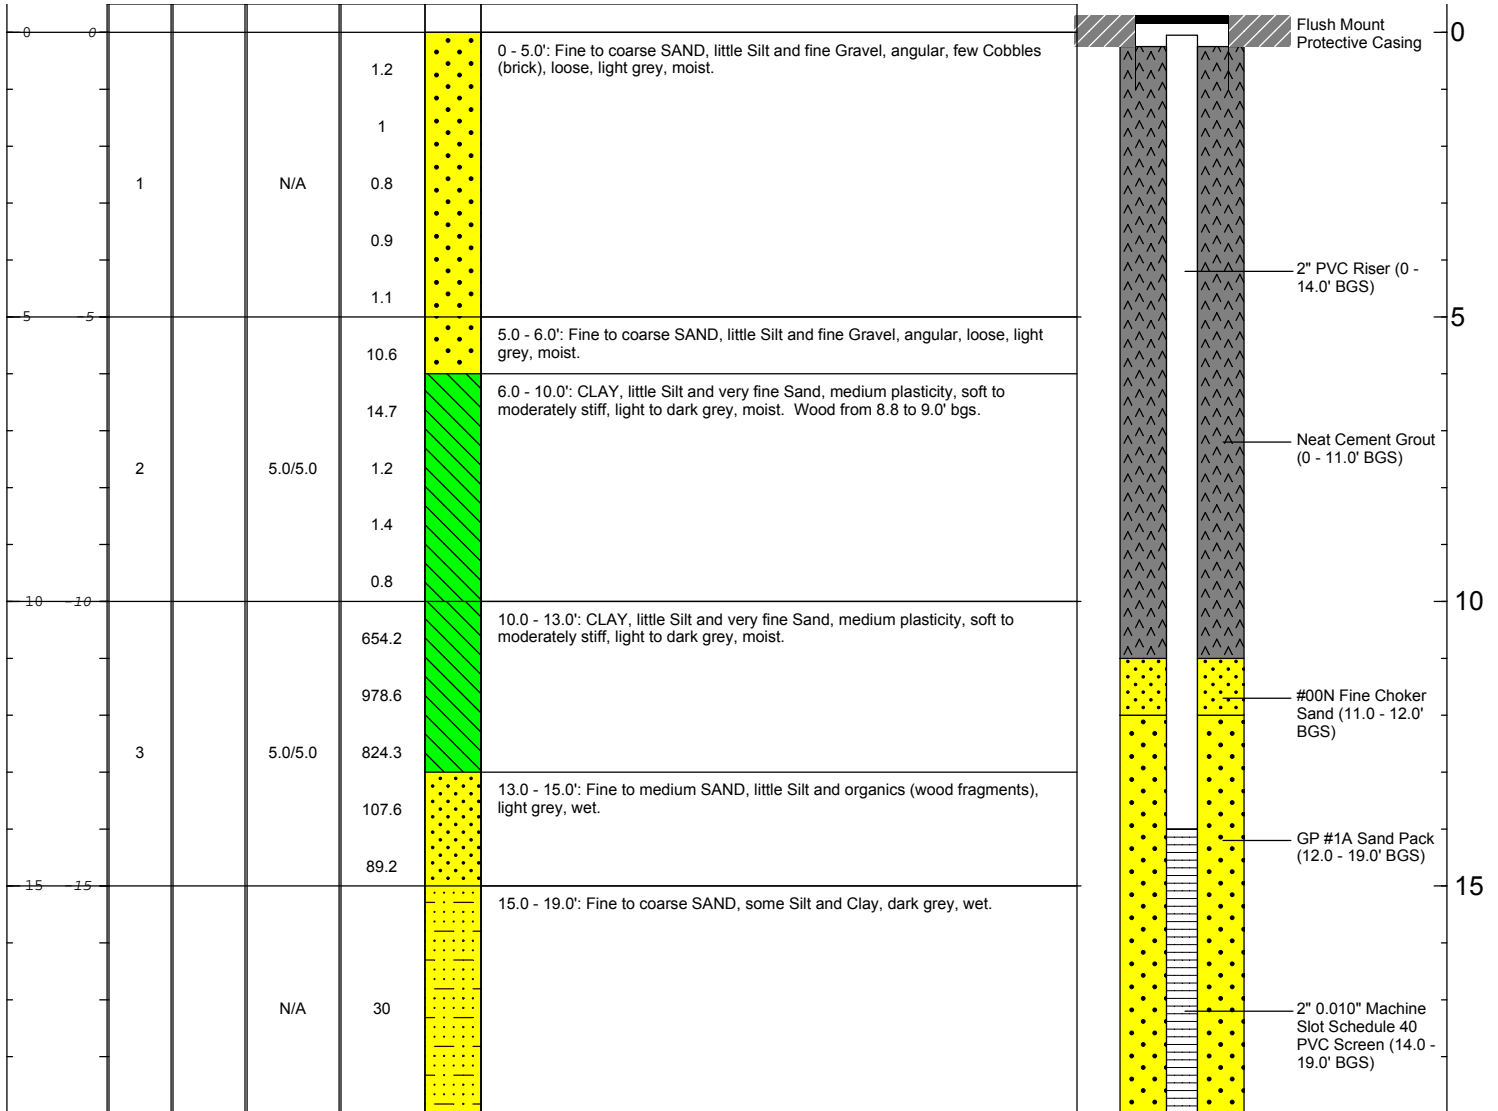 0 0
0 - 5.0': Fine to coarse SAND, little Silt and fine Gravel, angular, few Cobbles
(brick), loose, light grey, moist.
1.2
1
1 N/A 0.8
0.9
1.1
5 -5
5.0 - 6.0': Fine to coarse SAND, little Silt and fine Gravel, angular, loose, light
grey, moist.
10.6
6.0 - 10.0': CLAY, little Silt and very fine Sand, medium plasticity, soft to
moderately stiff, light to dark grey, moist. Wood from 8.8 to 9.0' bgs.
14.7
2 5.0/5.0 1.2
1.4
0.8
10 -10
10.0 - 13.0': CLAY, little Silt and very fine Sand, medium plasticity, soft to
moderately stiff, light to dark grey, moist.
654.2
978.6
3 5.0/5.0 824.3
13.0 - 15.0': Fine to medium SAND, little Silt and organics (wood fragments),
light grey, wet.
107.6
89.2
15 -15
15.0 - 19.0': Fine to coarse SAND, some Silt and Clay, dark grey, wet.
N/A 30
Flush Mount
Protective Casing
0
2" PVC Riser (0 -
14.0' BGS)
5
Neat Cement Grout
(0 - 11.0' BGS)
10
#00N Fine Choker
Sand (11.0 - 12.0'
BGS)
GP #1A Sand Pack
(12.0 - 19.0' BGS)
15
2" 0.010" Machine
Slot Schedule 40
PVC Screen (14.0 -
19.0' BGS)